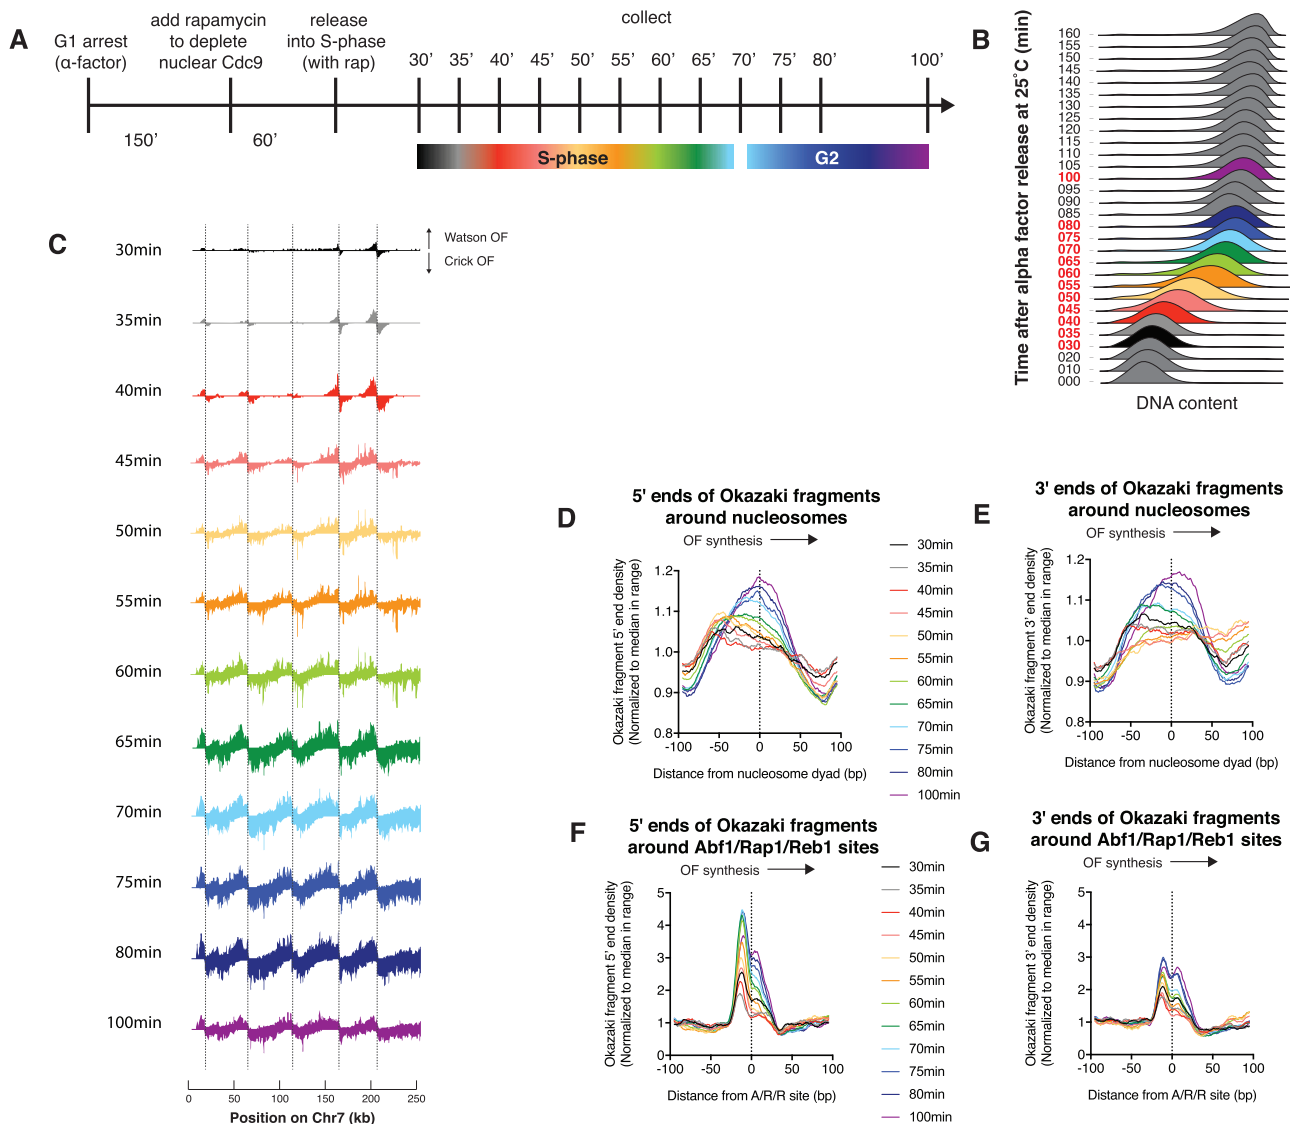 A
G1 arrest
(α-factor)
add rapamycin
to deplete
nuclear Cdc9
release
into S-phase
(with rap)
collect
30’ 35’ 40’ 45’ 50’ 55’ 60’ 65’ 70’ 75’ 80’ 100’
150’ 60’
S-phase G2
B
Time after alpha factor release at 25˚C (min)
160
155
150
145
140
135
130
125
120
115
110
105
100
095
090
085
080
075
070
065
060
055
050
045
040
035
030
020
010
000
DNA content
C
Watson OF
Crick OF
30min
35min
40min
45min
50min
55min
60min
65min
70min
75min
80min
100min
0 50 100 150 200 250
Position on Chr7 (kb)
D
5' ends of Okazaki fragments
around nucleosomes
OF synthesis
Okazaki fragment 5’ end density
(Normalized to median in range)
1.2
1.1
1.0
0.9
0.8
-100 -50 0 50 100
Distance from nucleosome dyad (bp)
30min
35min
40min
45min
50min
55min
60min
65min
70min
75min
80min
100min
E
3' ends of Okazaki fragments
around nucleosomes
OF synthesis
Okazaki fragment 3’ end density
(Normalized to median in range)
1.2
1.1
1.0
0.9
0.8
-100 -50 0 50 100
Distance from nucleosome dyad (bp)
F
5' ends of Okazaki fragments
around Abf1/Rap1/Reb1 sites
OF synthesis
Okazaki fragment 5’ end density
(Normalized to median in range)
5
4
3
2
1
0
-100 -50 0 50 100
Distance from A/R/R site (bp)
30min
35min
40min
45min
50min
55min
60min
65min
70min
75min
80min
100min
G
3' ends of Okazaki fragments
around Abf1/Rap1/Reb1 sites
OF synthesis
Okazaki fragment 3’ end density
(Normalized to median in range)
5
4
3
2
1
0
-100 -50 0 50 100
Distance from A/R/R site (bp)